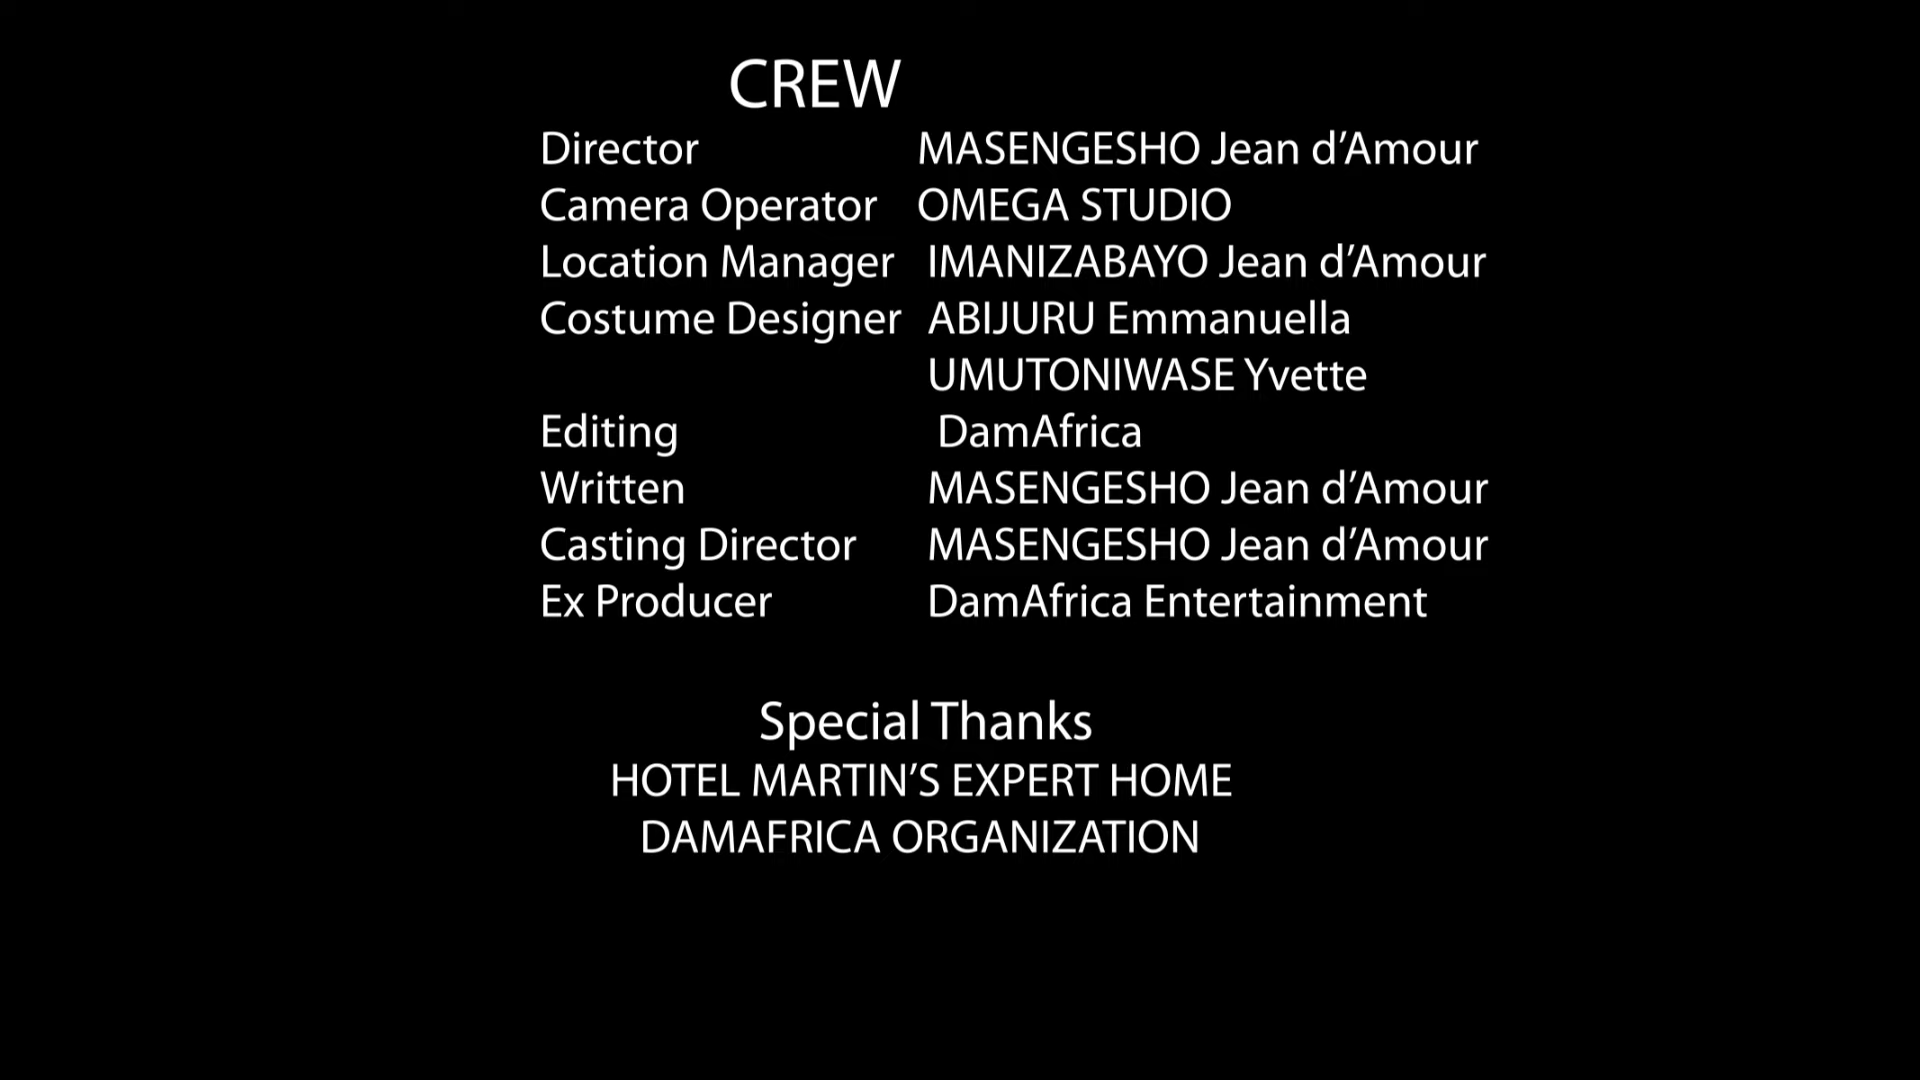 CREW
Director MASENGESHO Jean d’Amour
Camera Operator OMEGA STUDIO
Location Manager IMANIZABAYO Jean d’Amour
Costume Designer ABIJURU Emmanuella
UMUTONIWASE Yvette
Editing DamAfrica
Written MASENGESHO Jean d’Amour
Casting Director MASENGESHO Jean d’Amour
Ex Producer DamAfrica Entertainment
Special Thanks
HOTEL MARTIN’S EXPERT HOME
DAMAFRICA ORGANIZATION